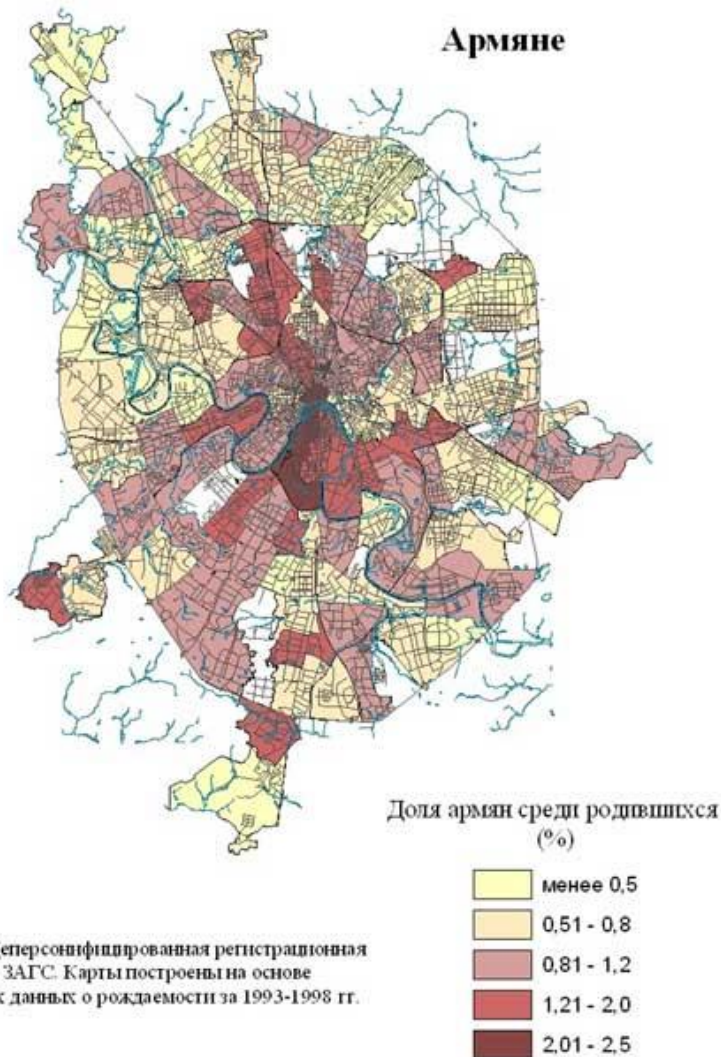 Армяне
Доля армян среди родившихся
(%)
менее 0,5
0,51 - 0,8
0,81 - 1,2
1,21 - 2,0
2,01 - 2,5
еперсонифицированная регистрационная
ЗАГС. Карты построены на основе
х данных о рождаемости за 1993-1998 гг.